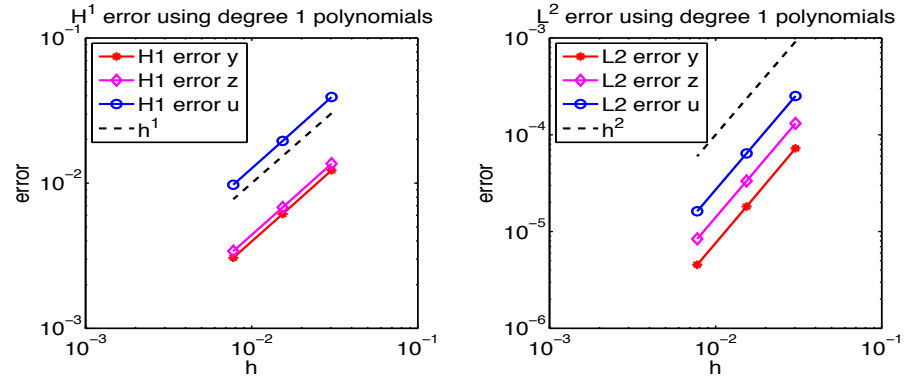 H¹ error using degree 1 polynomials
H1 error y
H1 error z
H1 error u
h¹
10⁰
10⁻¹
10⁻²
10⁻³
error
10⁻³
10⁻²
10⁻¹
h
L² error using degree 1 polynomials
L2 error y
L2 error z
L2 error u
h²
10⁻³
10⁻⁴
10⁻⁵
10⁻⁶
error
10⁻³
10⁻²
10⁻¹
h